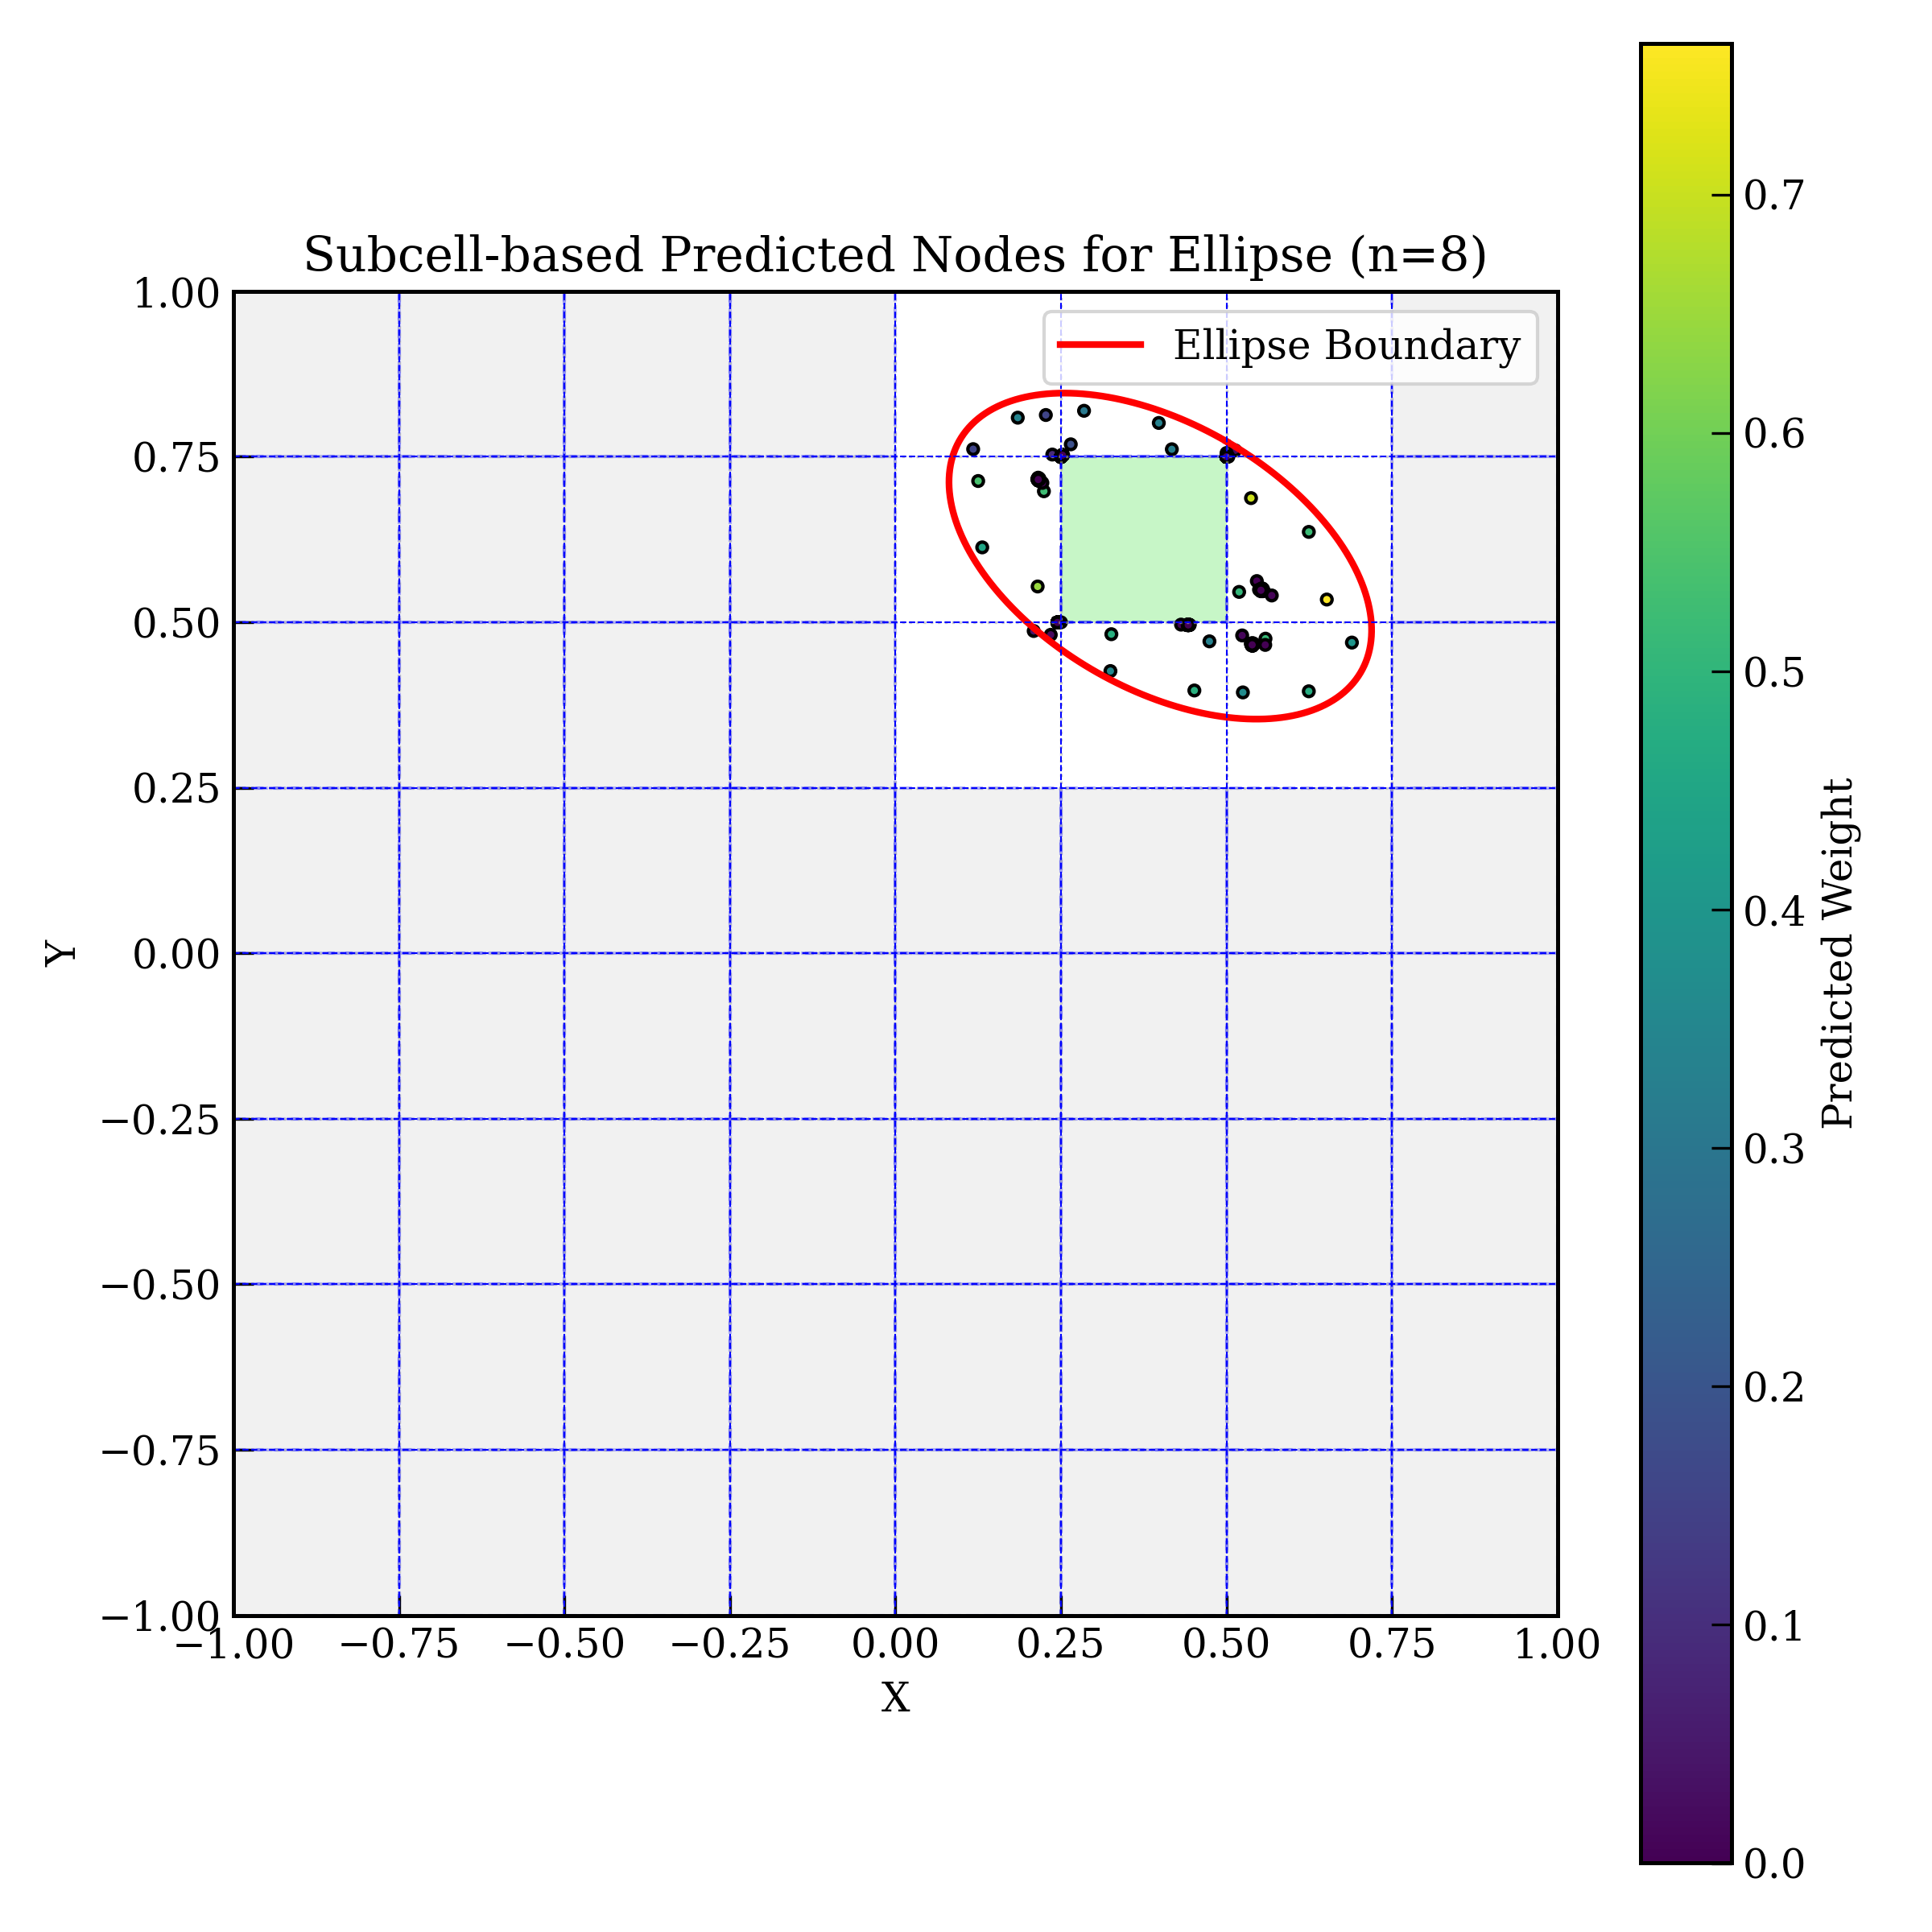 Subcell-based Predicted Nodes for Ellipse (n=8)
Ellipse Boundary
1.00
0.75
0.50
0.25
0.00
−0.25
−0.50
−0.75
−1.00
Y
−1.00 −0.75 −0.50 −0.25 0.00 0.25 0.50 0.75 1.00
X
0.7
0.6
0.5
0.4
0.3
0.2
0.1
0.0
Predicted Weight